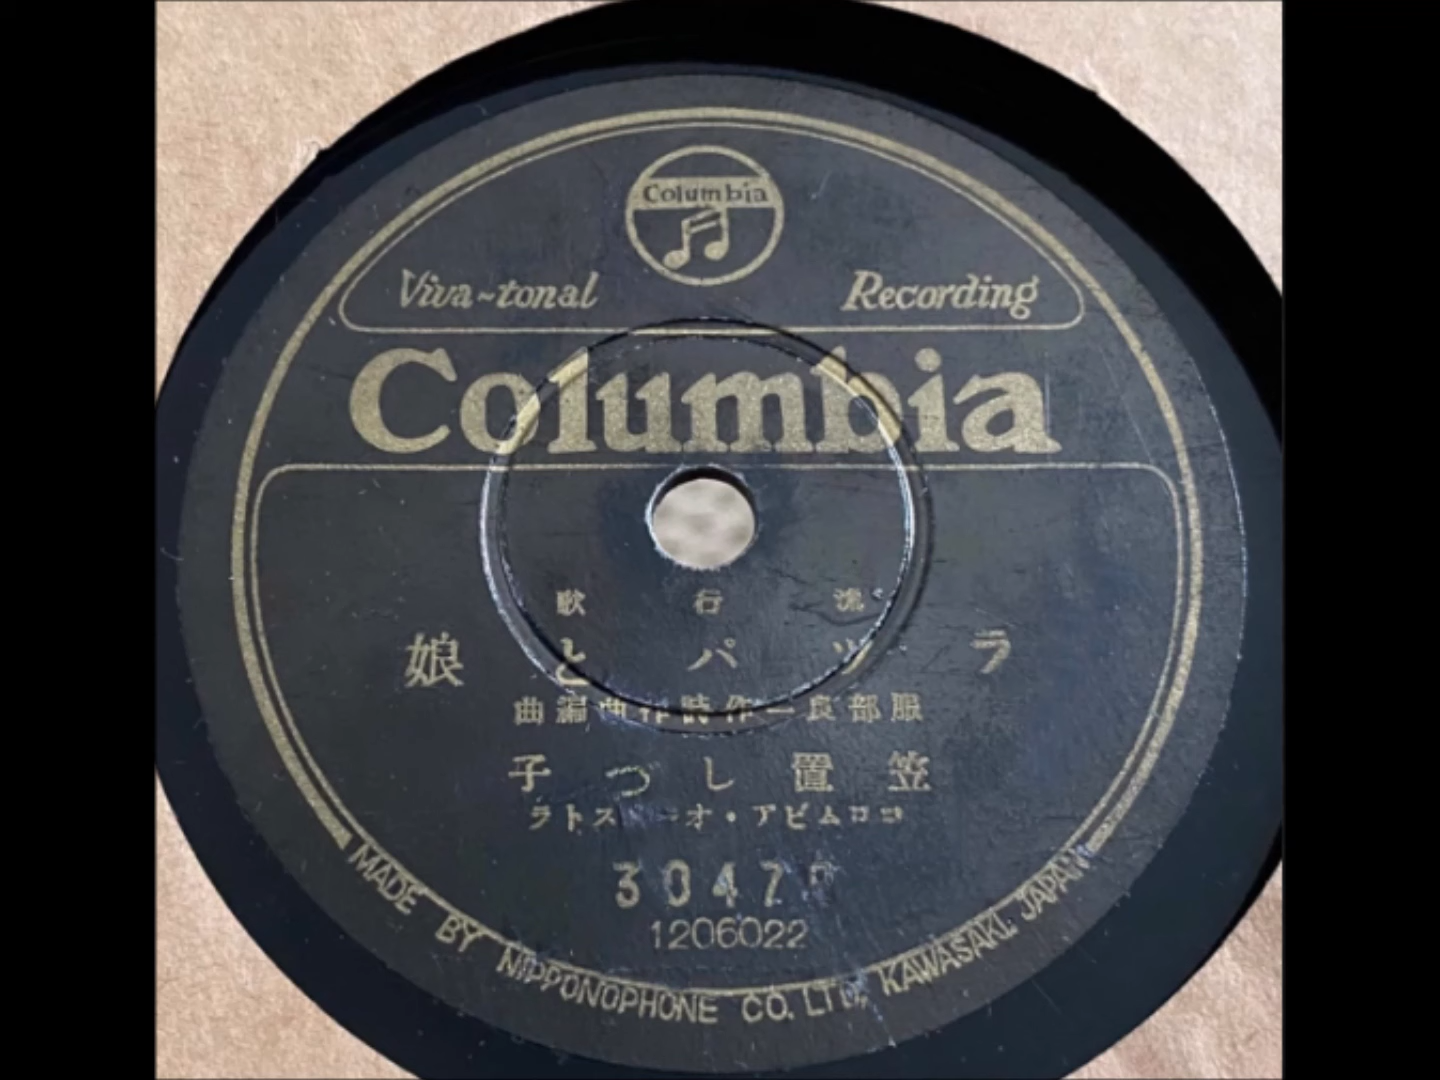 Columbia
Viva-tonal Recording
Columbia
流行歌
ラツパと娘
服部良一作詩作曲編曲
笠置しづ子
コロムビア・オーケストラ
1206022
MADE BY NIPPONOPHONE CO. LTD., KAWASAKI, JAPAN